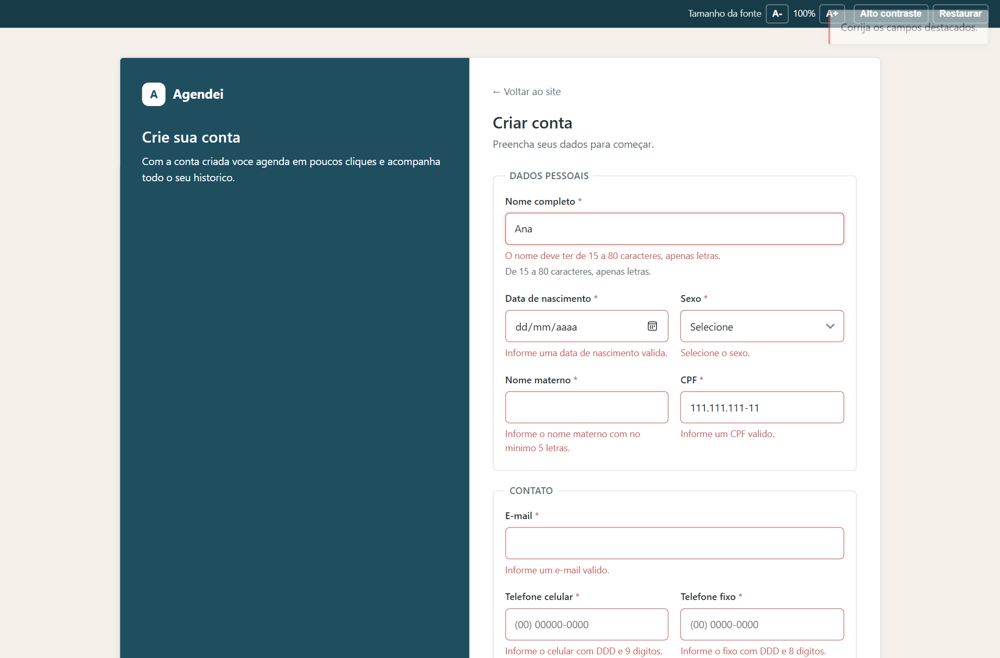 Tamanho da fonte A- 100% A+ Alto contraste Restaurar
Corrija os campos destacados.
A Agendei
Crie sua conta
Com a conta criada voce agenda em poucos cliques e acompanha
todo o seu historico.
← Voltar ao site
Criar conta
Preencha seus dados para começar.
DADOS PESSOAIS
Nome completo *
Ana
O nome deve ter de 15 a 80 caracteres, apenas letras.
De 15 a 80 caracteres, apenas letras.
Data de nascimento * Sexo *
dd/mm/aaaa Selecione
Informe uma data de nascimento valida. Selecione o sexo.
Nome materno * CPF *
111.111.111-11
Informe o nome materno com no Informe um CPF valido.
minimo 5 letras.
CONTATO
E-mail *
Informe um e-mail valido.
Telefone celular * Telefone fixo *
(00) 00000-0000 (00) 0000-0000
Informe o celular com DDD e 9 digitos. Informe o fixo com DDD e 8 digitos.